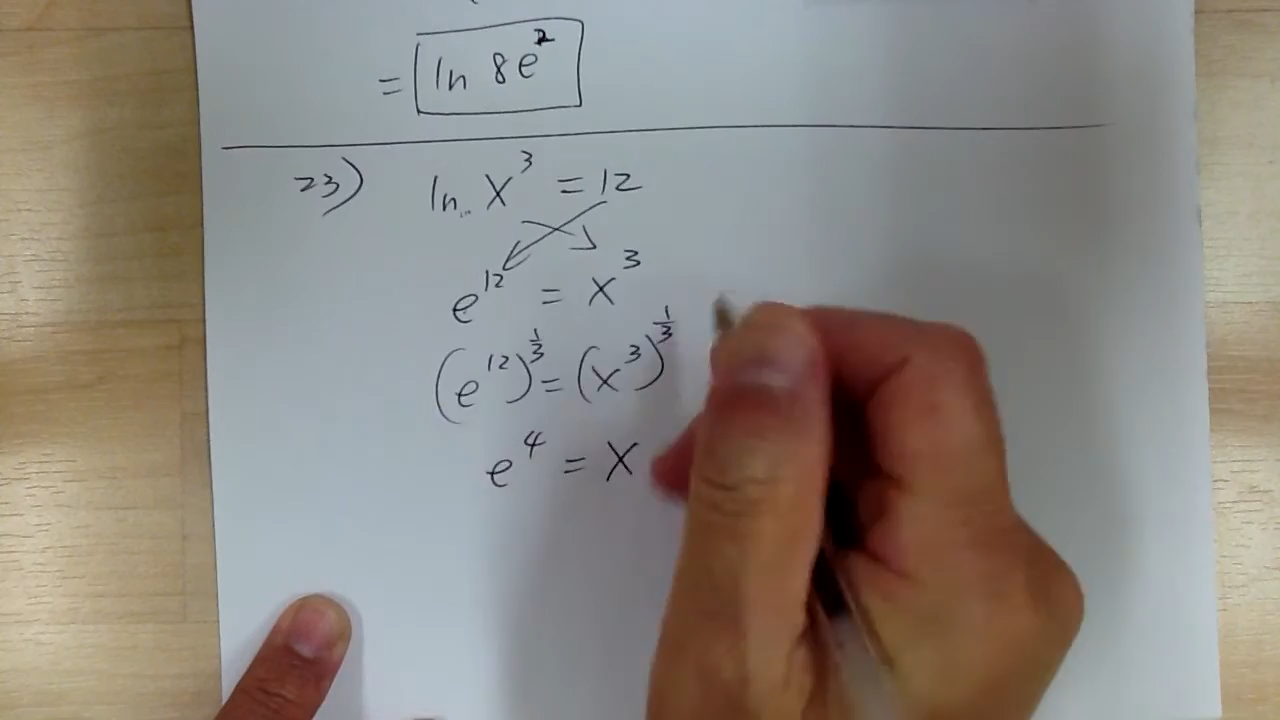 = ln 8e²
23) ln x³ = 12
e¹² = x³
(e¹²)^⅓ = (x³)^⅓
e⁴ = x